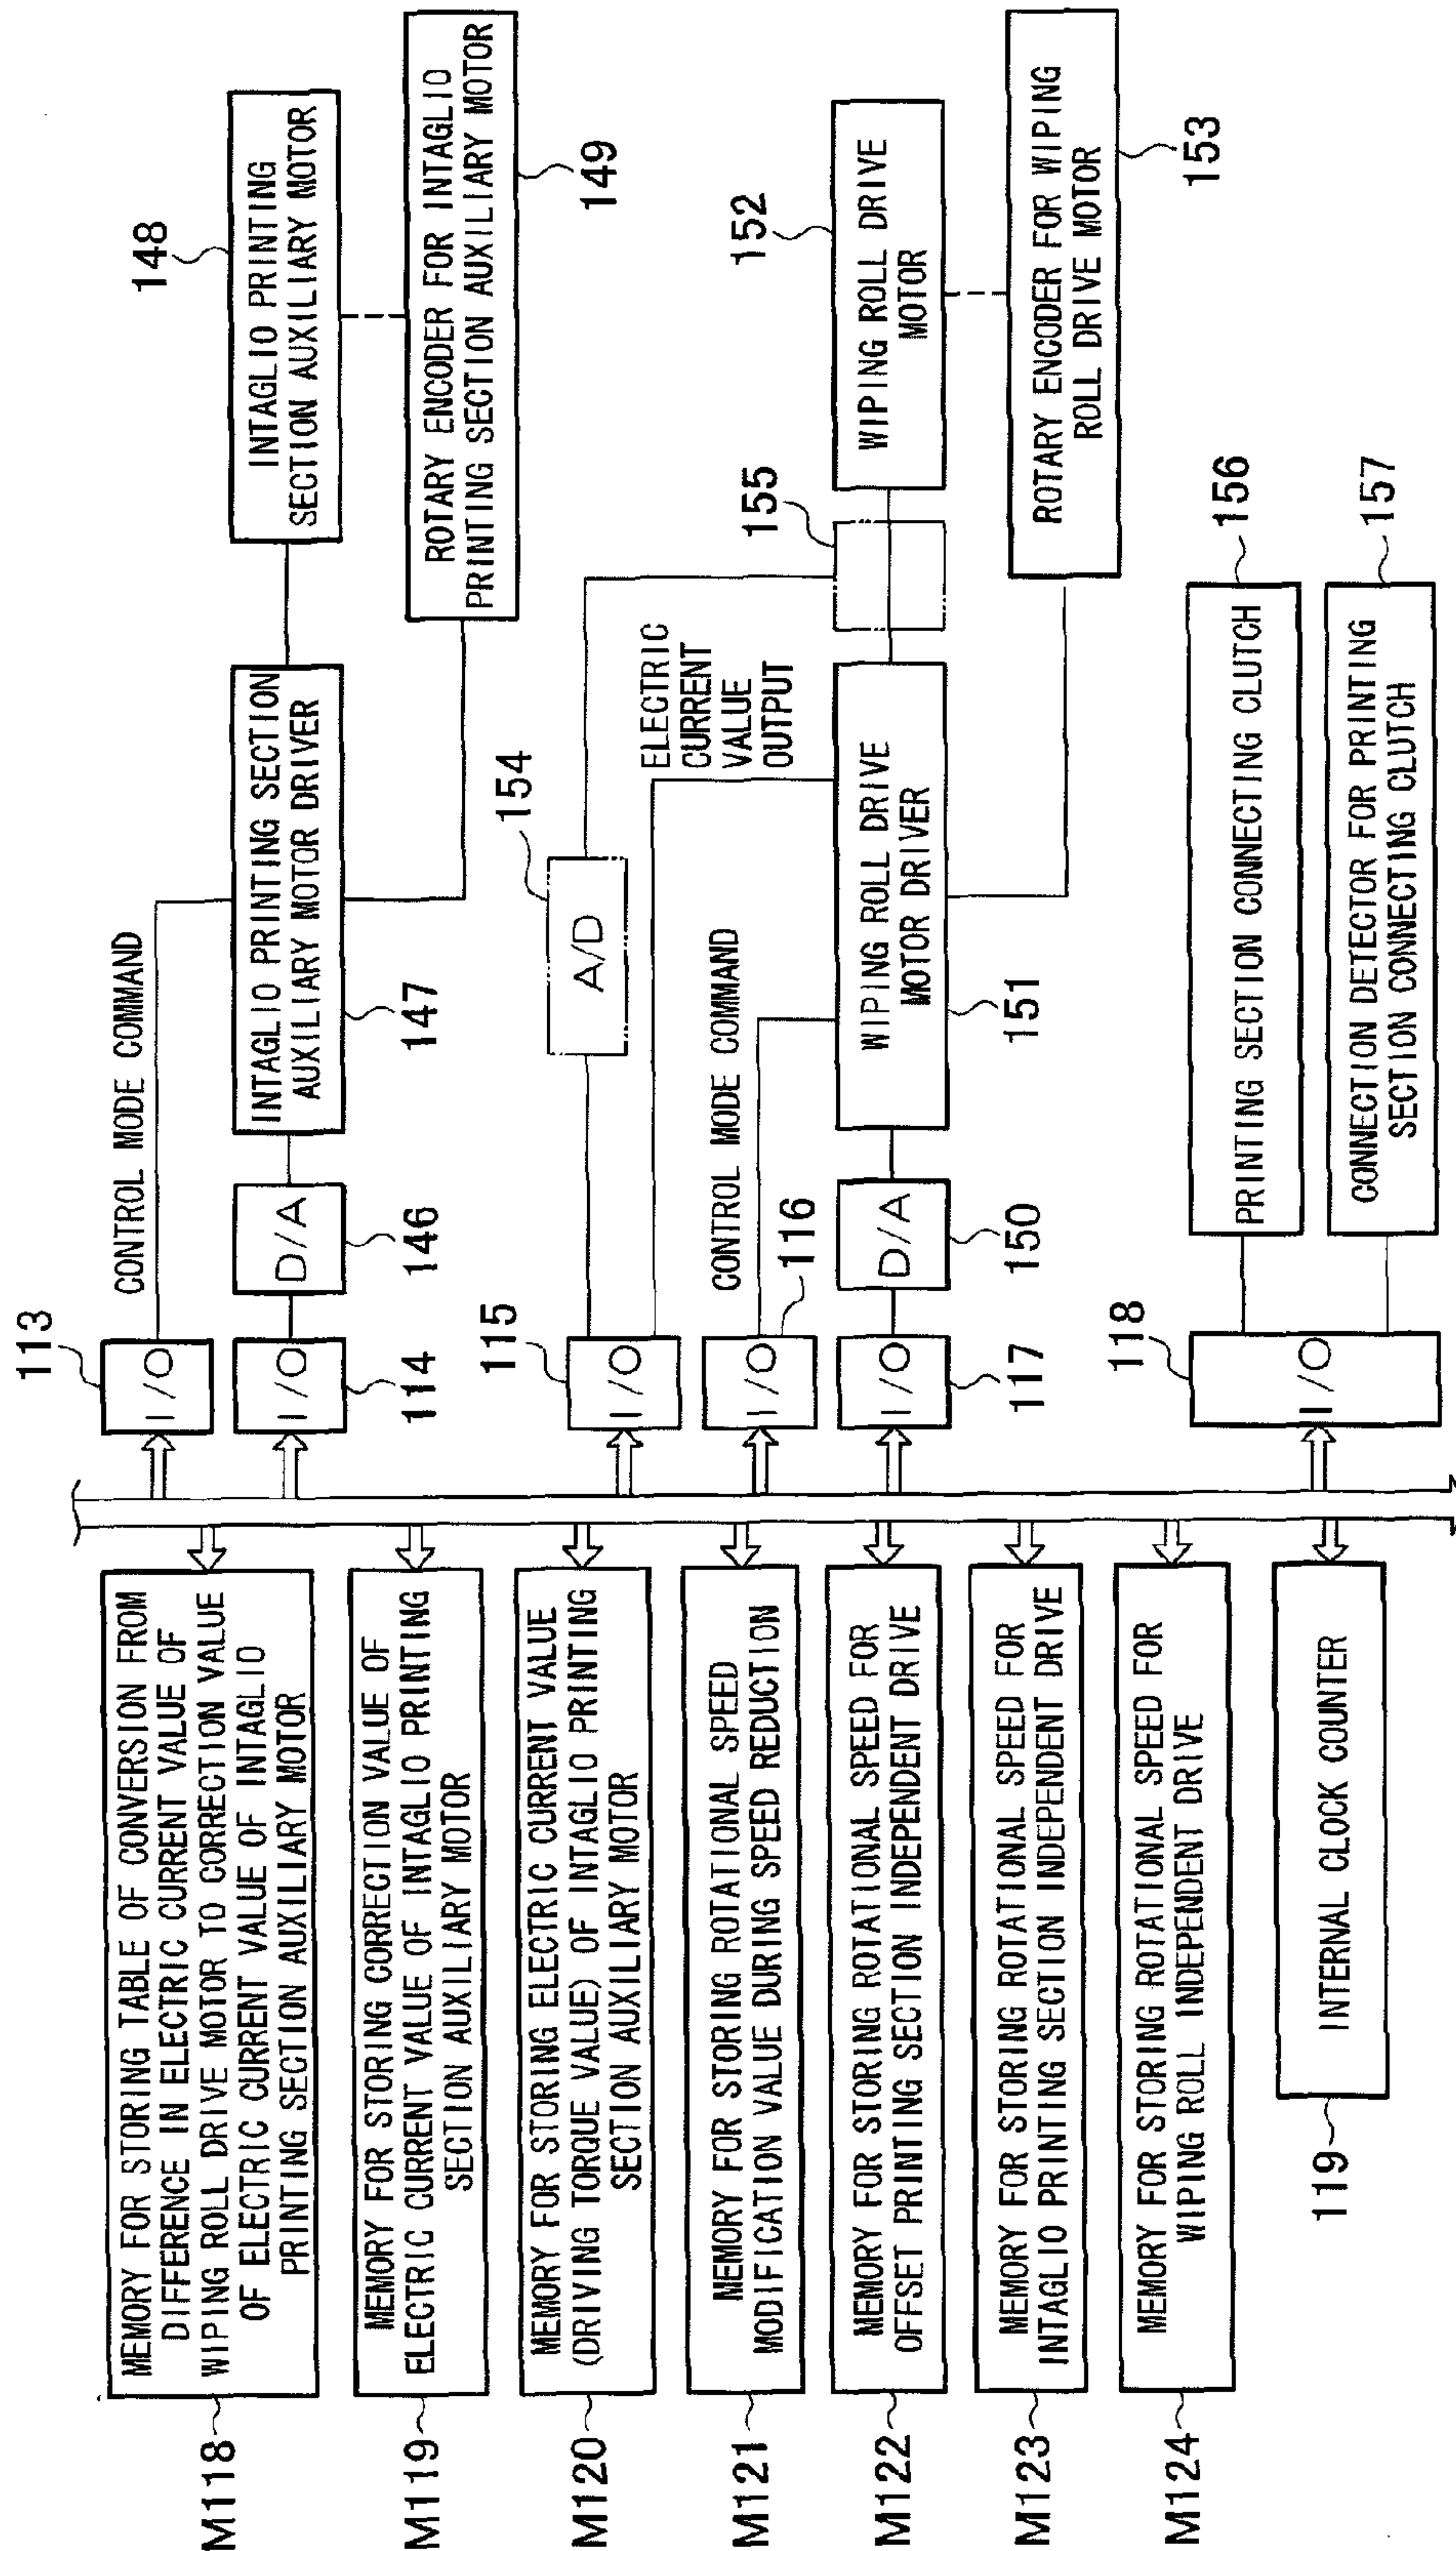 M118
MEMORY FOR STORING TABLE OF CONVERSION FROM
DIFFERENCE IN ELECTRIC CURRENT VALUE OF
WIPING ROLL DRIVE MOTOR TO CORRECTION VALUE
OF ELECTRIC CURRENT VALUE OF INTAGLIO
PRINTING SECTION AUXILIARY MOTOR
M119
MEMORY FOR STORING CORRECTION VALUE OF
ELECTRIC CURRENT VALUE OF INTAGLIO PRINTING
SECTION AUXILIARY MOTOR
M120
MEMORY FOR STORING ELECTRIC CURRENT VALUE
(DRIVING TORQUE VALUE) OF INTAGLIO PRINTING
SECTION AUXILIARY MOTOR
M121
MEMORY FOR STORING ROTATIONAL SPEED
MODIFICATION VALUE DURING SPEED REDUCTION
M122
MEMORY FOR STORING ROTATIONAL SPEED FOR
OFFSET PRINTING SECTION INDEPENDENT DRIVE
M123
MEMORY FOR STORING ROTATIONAL SPEED FOR
INTAGLIO PRINTING SECTION INDEPENDENT DRIVE
M124
MEMORY FOR STORING ROTATIONAL SPEED FOR
WIPING ROLL INDEPENDENT DRIVE
119
INTERNAL CLOCK COUNTER
113
I/O
CONTROL MODE COMMAND
I/O
114
D/A
146
INTAGLIO PRINTING SECTION
AUXILIARY MOTOR DRIVER
147
148
INTAGLIO PRINTING
SECTION AUXILIARY MOTOR
ROTARY ENCODER FOR INTAGLIO
PRINTING SECTION AUXILIARY MOTOR
149
115
I/O
154
A/D
ELECTRIC
CURRENT
VALUE
OUTPUT
155
I/O
116
CONTROL MODE COMMAND
I/O
117
D/A
150
WIPING ROLL DRIVE
MOTOR DRIVER
151
152
WIPING ROLL DRIVE
MOTOR
ROTARY ENCODER FOR WIPING
ROLL DRIVE MOTOR
153
118
I/O
PRINTING SECTION CONNECTING CLUTCH
156
CONNECTION DETECTOR FOR PRINTING
SECTION CONNECTING CLUTCH
157